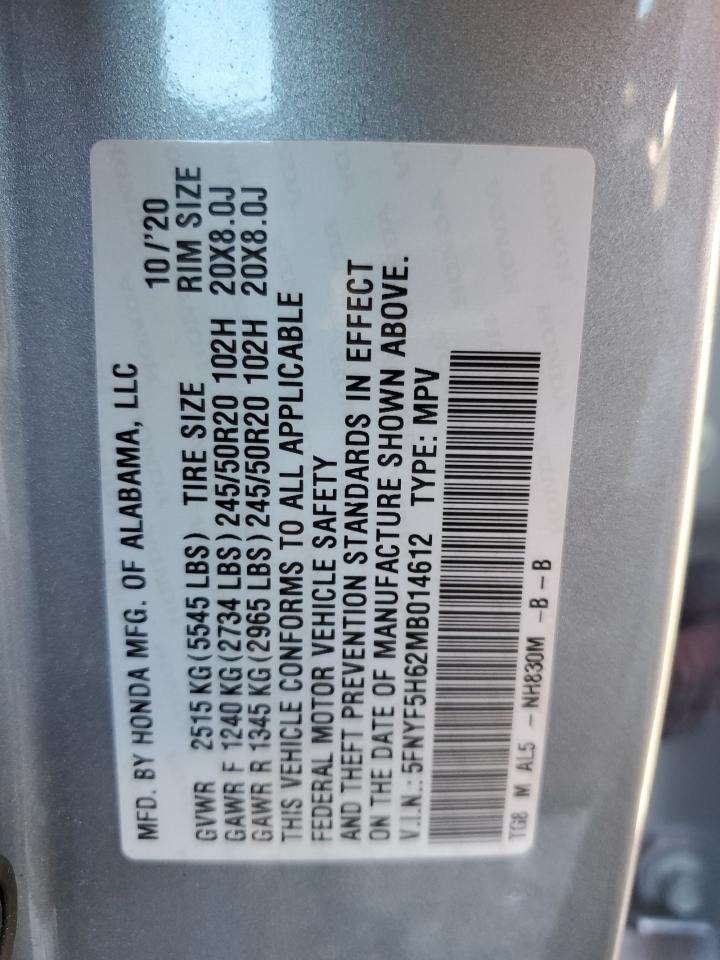 MFD. BY HONDA MFG. OF ALABAMA, LLC 10/'20
GVWR 2515 KG (5545 LBS) TIRE SIZE RIM SIZE
GAWR F 1240 KG (2734 LBS) 245/50R20 102H 20X8.0J
GAWR R 1345 KG (2965 LBS) 245/50R20 102H 20X8.0J
THIS VEHICLE CONFORMS TO ALL APPLICABLE
FEDERAL MOTOR VEHICLE SAFETY
AND THEFT PREVENTION STANDARDS IN EFFECT
ON THE DATE OF MANUFACTURE SHOWN ABOVE.
V.I.N.: 5FNYF5H62MB014612 TYPE: MPV
TG8 M AL5 -NH830M -B-B